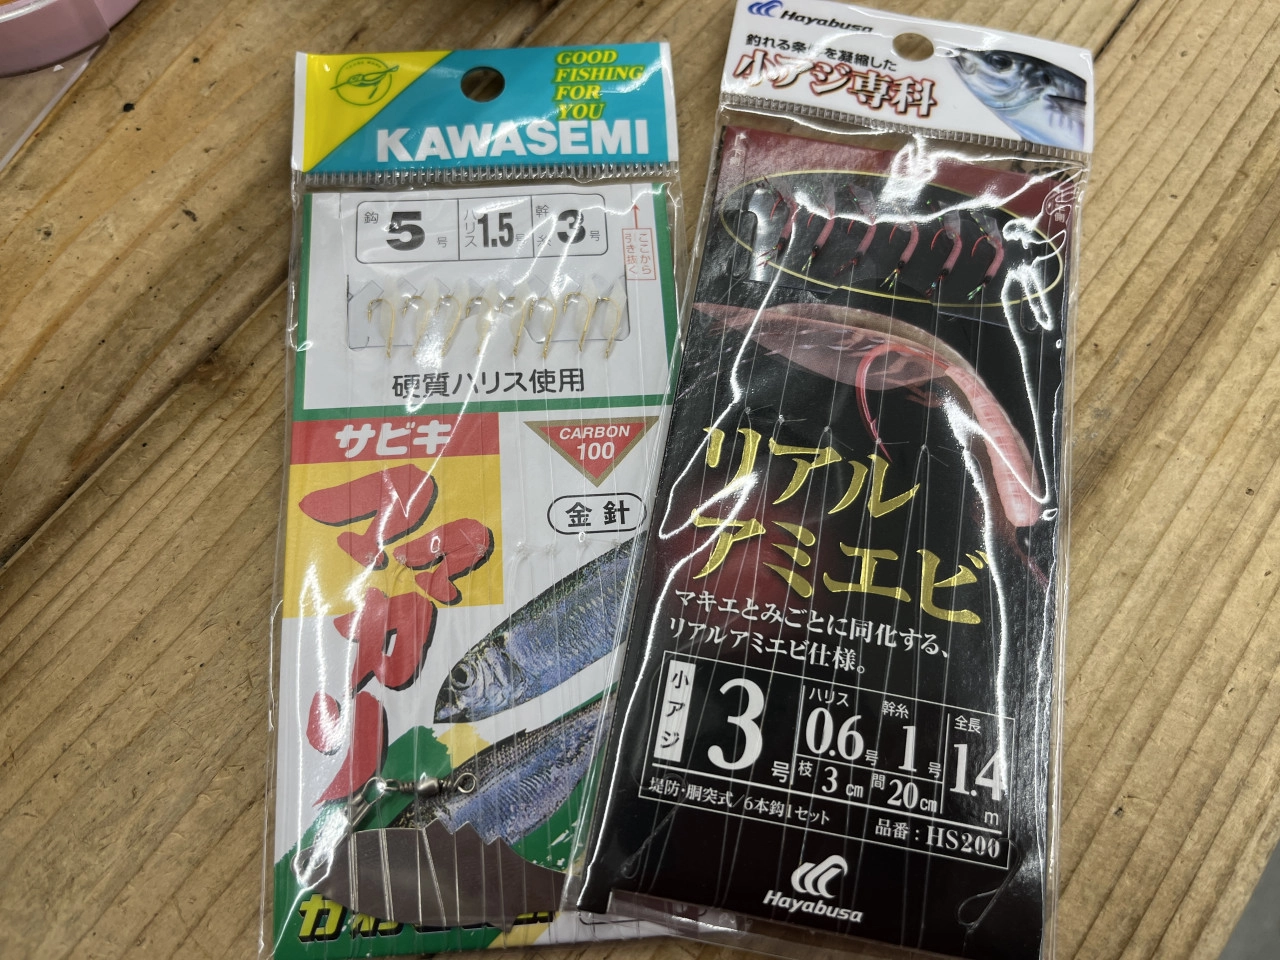 GOOD
FISHING
FOR
YOU
KAWASEMI
鈎 5 号
ハリス 1.5 号
幹糸 3 号
ここから
引き抜く
硬質ハリス使用
サビキ
ママカリ
CARBON
100
金針
Hayabusa
釣れる条件を凝縮した
小アジ専科
リアル
アミエビ
マキエとみごとに同化する、
リアルアミエビ仕様。
小アジ 3 号
ハリス 0.6 号
幹糸 1 号
全長 1.4 m
枝 3 cm
間 20 cm
堤防・胴突式/6本鈎1セット
品番:HS200
Hayabusa